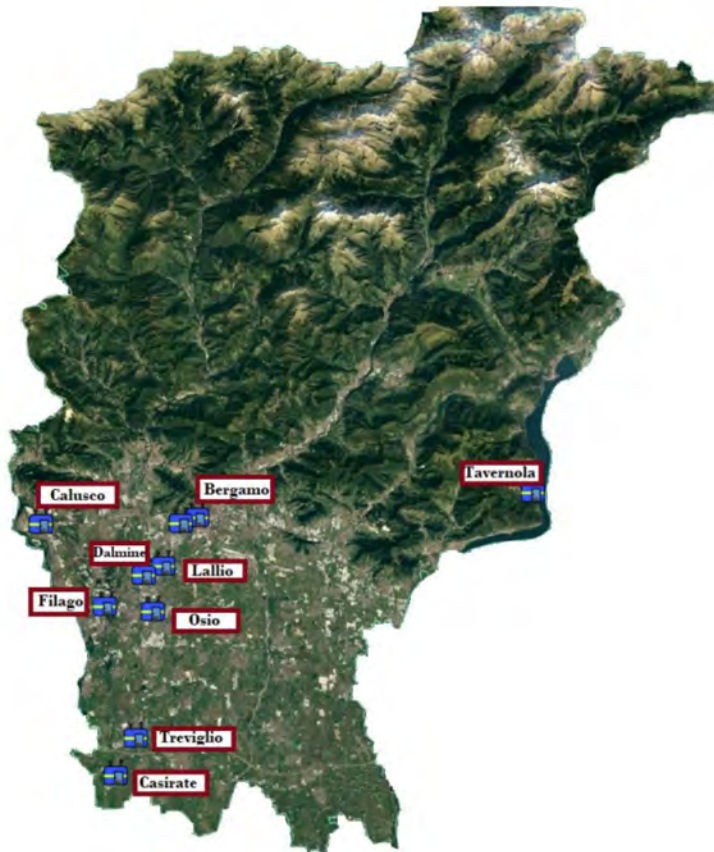 Tavernola
Calusco
Bergamo
Dalmine
Lallio
Filago
Osio
Treviglio
Casirate